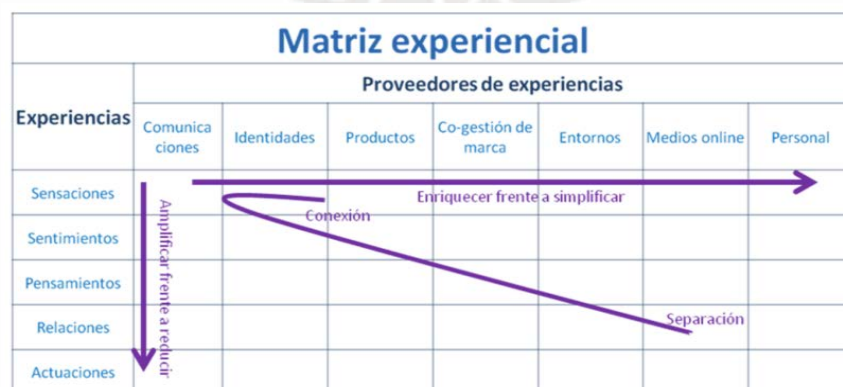 Matriz experiencial
Proveedores de experiencias
Experiencias
Comunica
ciones
Identidades
Productos
Co-gestión de
marca
Entornos
Medios online
Personal
Sensaciones
Enriquecer frente a simplificar
Conexión
Amplificar frente a reducir
Sentimientos
Pensamientos
Relaciones
Separación
Actuaciones